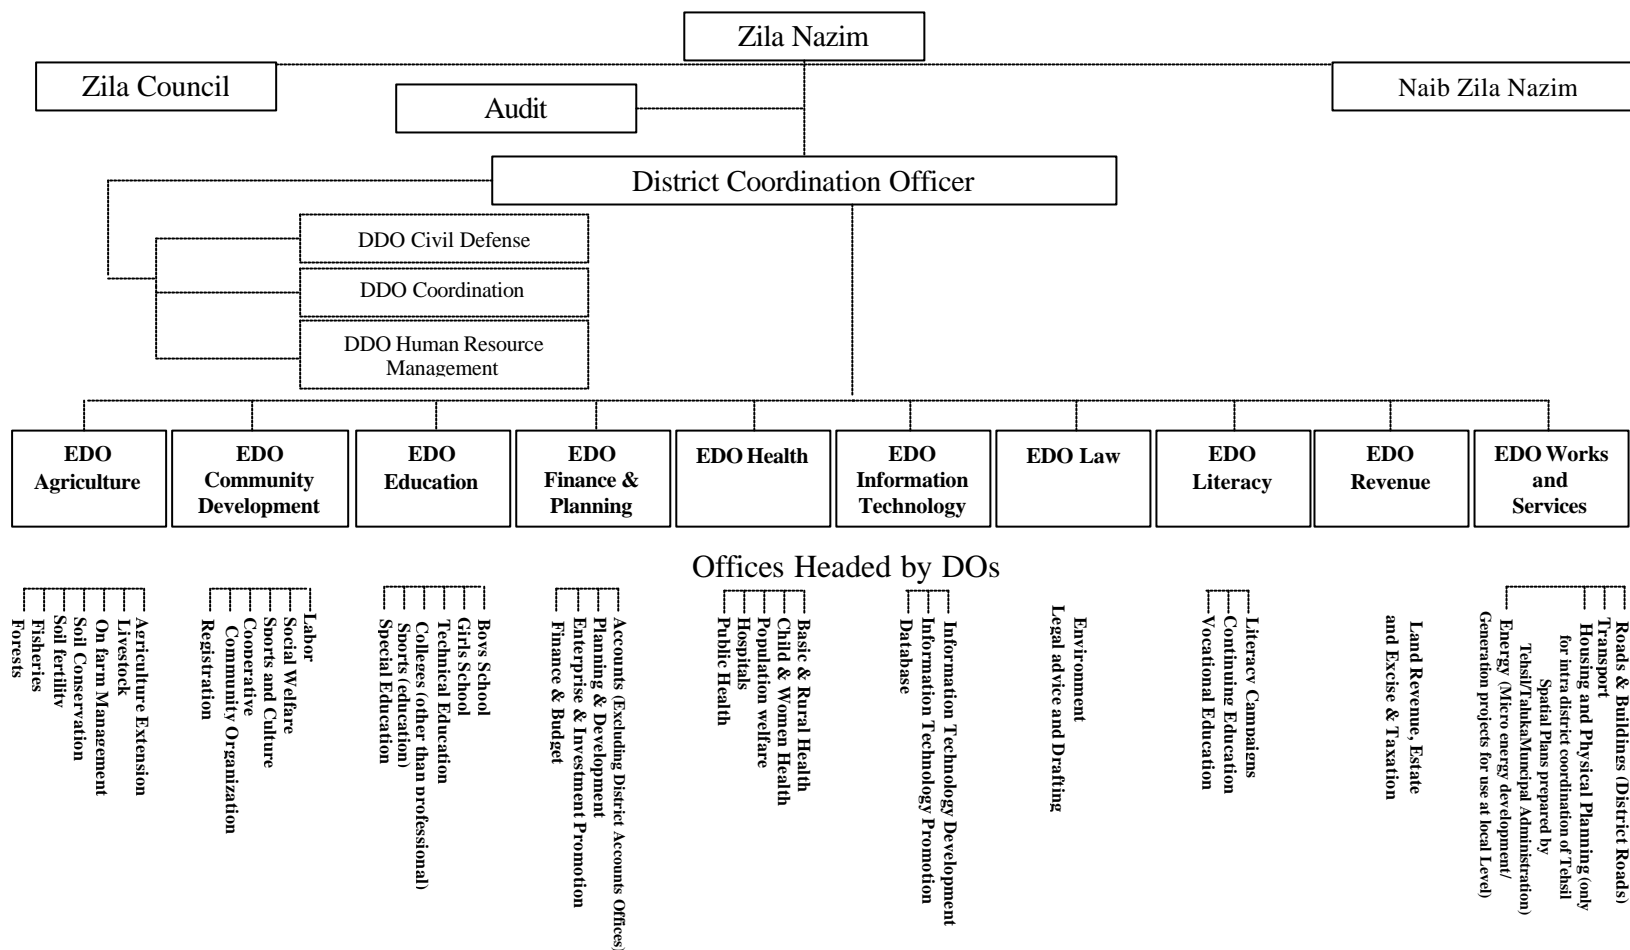 Zila Nazim
Zila Council
Naib Zila Nazim
Audit
District Coordination Officer
DDO Civil Defense
DDO Coordination
DDO Human Resource
Management
EDO
Agriculture
EDO
Community
Development
EDO
Education
EDO
Finance &
Planning
EDO Health
EDO
Information
Technology
EDO Law
EDO
Literacy
EDO
Revenue
EDO Works
and
Services
Offices Headed by DOs
Agriculture Extension
Livestock
On farm Management
Soil Conservation
Soil fertility
Fisheries
Forests
Labor
Social Welfare
Sports and Culture
Cooperative
Community Organization
Registration
Boys School
Girls School
Technical Education
Colleges (other than professional)
Sports (education)
Special Education
Accounts (Excluding District Accounts Offices)
Planning & Development
Enterprise & Investment Promotion
Finance & Budget
Basic & Rural Health
Child & Women Health
Population welfare
Hospitals
Public Health
Information Technology Development
Information Technology Promotion
Database
Environment
Legal advice and Drafting
Literacy Campaigns
Continuing Education
Vocational Education
Land Revenue, Estate
and Excise & Taxation
Roads & Buildings (District Roads)
Transport
Housing and Physical Planning (only
for intra district coordination of Tehsil
Spatial Plans prepared by
Tehsil/TalukaMuncipal Administration)
Energy (Micro energy development/
Generation projects for use at local Level)